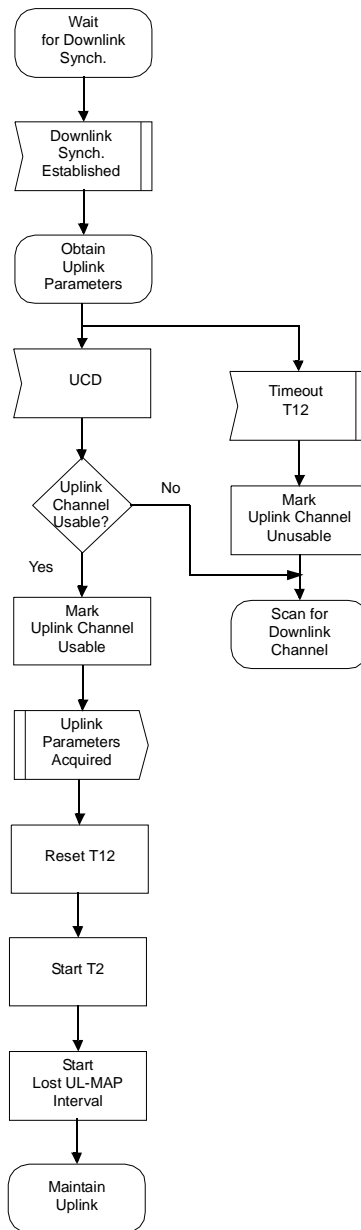 Wait
for Downlink
Synch.
Downlink
Synch.
Established
Obtain
Uplink
Parameters
UCD
Timeout
T12
Uplink
Channel
Usable?
No
Mark
Uplink Channel
Unusable
Yes
Scan for
Downlink
Channel
Mark
Uplink Channel
Usable
Uplink
Parameters
Acquired
Reset T12
Start T2
Start
Lost UL-MAP
Interval
Maintain
Uplink